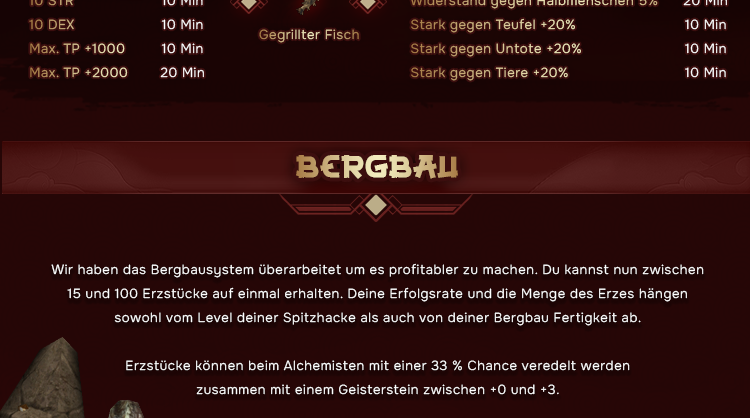 10 STR 10 Min Widerstand gegen Halbmenschen 5% 20 Min
10 DEX 10 Min Gegrillter Fisch Stark gegen Teufel +20% 10 Min
Max. TP +1000 10 Min Stark gegen Untote +20% 10 Min
Max. TP +2000 20 Min Stark gegen Tiere +20% 10 Min
BERGBAU
Wir haben das Bergbausystem überarbeitet um es profitabler zu machen. Du kannst nun zwischen
15 und 100 Erzstücke auf einmal erhalten. Deine Erfolgsrate und die Menge des Erzes hängen
sowohl vom Level deiner Spitzhacke als auch von deiner Bergbau Fertigkeit ab.
Erzstücke können beim Alchemisten mit einer 33 % Chance veredelt werden
zusammen mit einem Geisterstein zwischen +0 und +3.